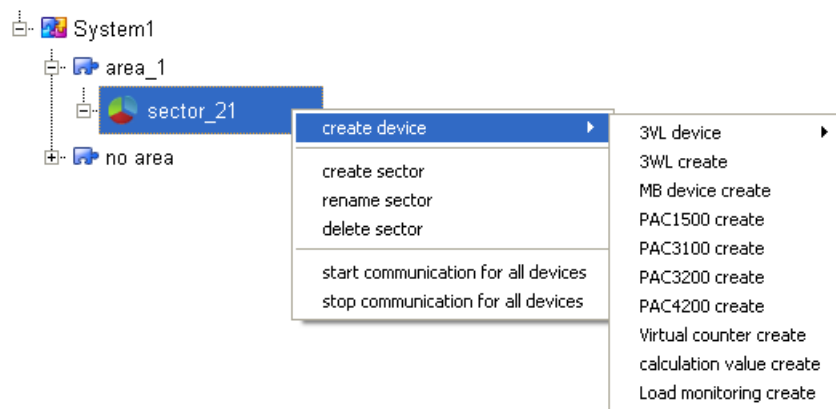 System1
area_1
sector_21
no area
create device
create sector
rename sector
delete sector
start communication for all devices
stop communication for all devices
3VL device
3WL create
MB device create
PAC1500 create
PAC3100 create
PAC3200 create
PAC4200 create
Virtual counter create
calculation value create
Load monitoring create